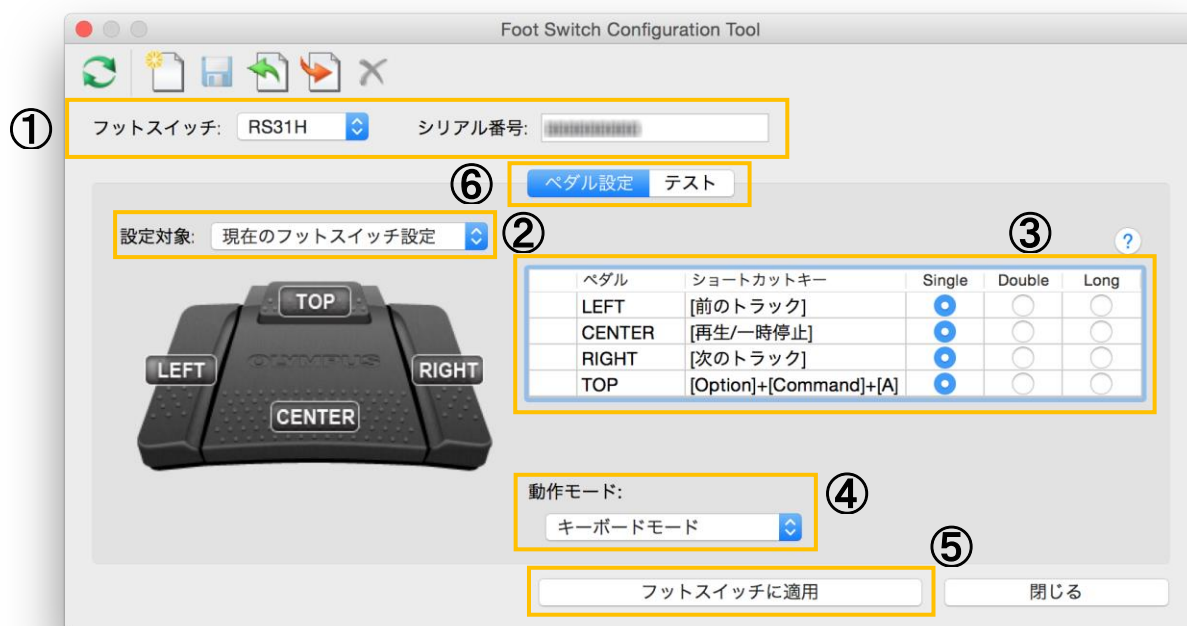 Foot Switch Configuration Tool
① フットスイッチ: RS31H シリアル番号:
⑥ ペダル設定 テスト
設定対象: 現在のフットスイッチ設定 ② ③ ?
ペダル ショートカットキー Single Double Long
LEFT [前のトラック]
CENTER [再生/一時停止]
RIGHT [次のトラック]
TOP [Option]+[Command]+[A]
TOP
OLYMPUS
LEFT RIGHT
CENTER
動作モード: ④
キーボードモード
⑤
フットスイッチに適用 閉じる